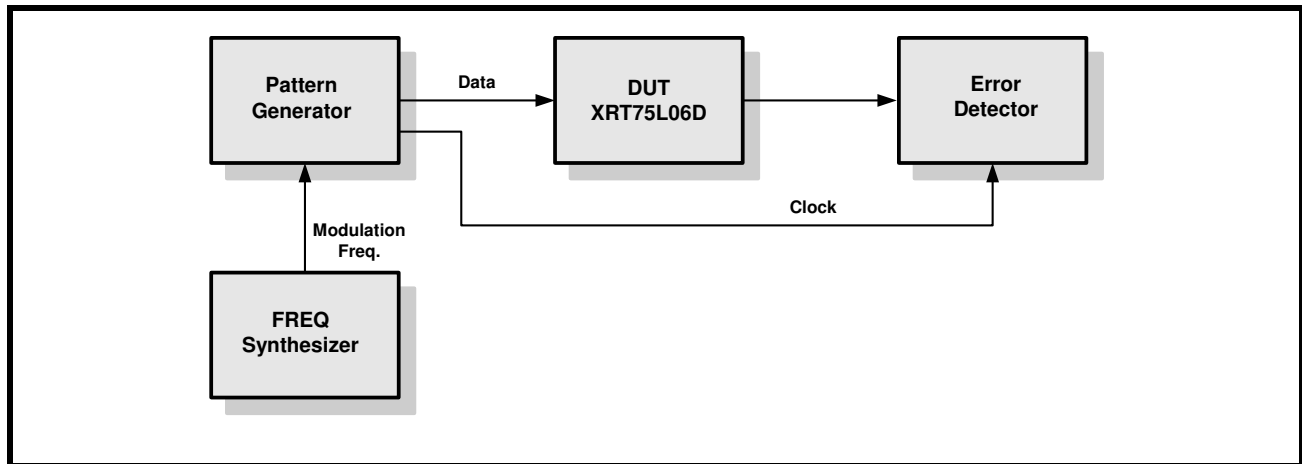 Pattern
Generator
Data
DUT
XRT75L06D
Error
Detector
Clock
Modulation
Freq.
FREQ
Synthesizer